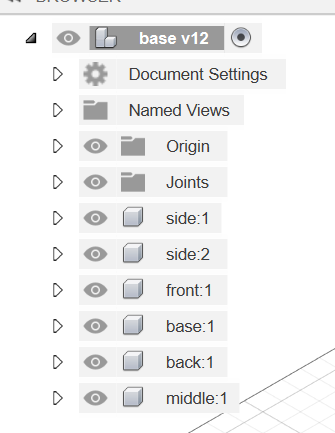 BROWSER
base v12
Document Settings
Named Views
Origin
Joints
side:1
side:2
front:1
base:1
back:1
middle:1